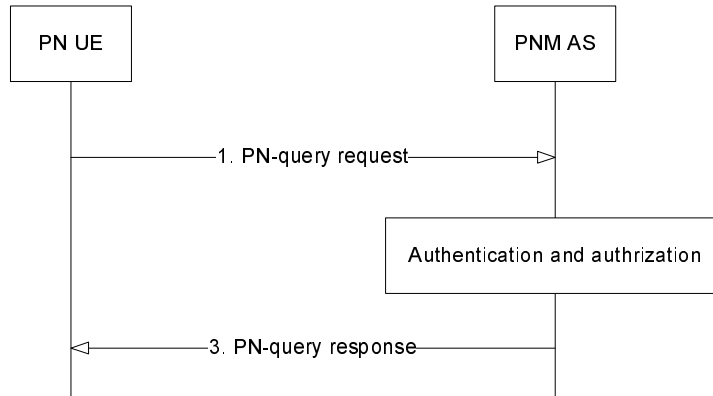 PN UE
PNM AS
1. PN-query request
Authentication and authrization
3. PN-query response